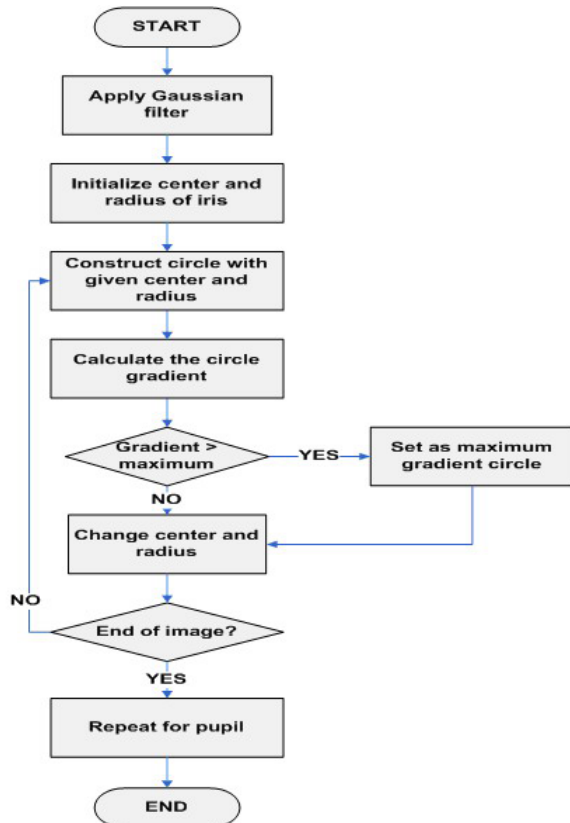 START
Apply Gaussian
filter
Initialize center and
radius of iris
Construct circle with
given center and
radius
Calculate the circle
gradient
Gradient >
maximum
YES
Set as maximum
gradient circle
NO
Change center and
radius
NO
End of image?
YES
Repeat for pupil
END